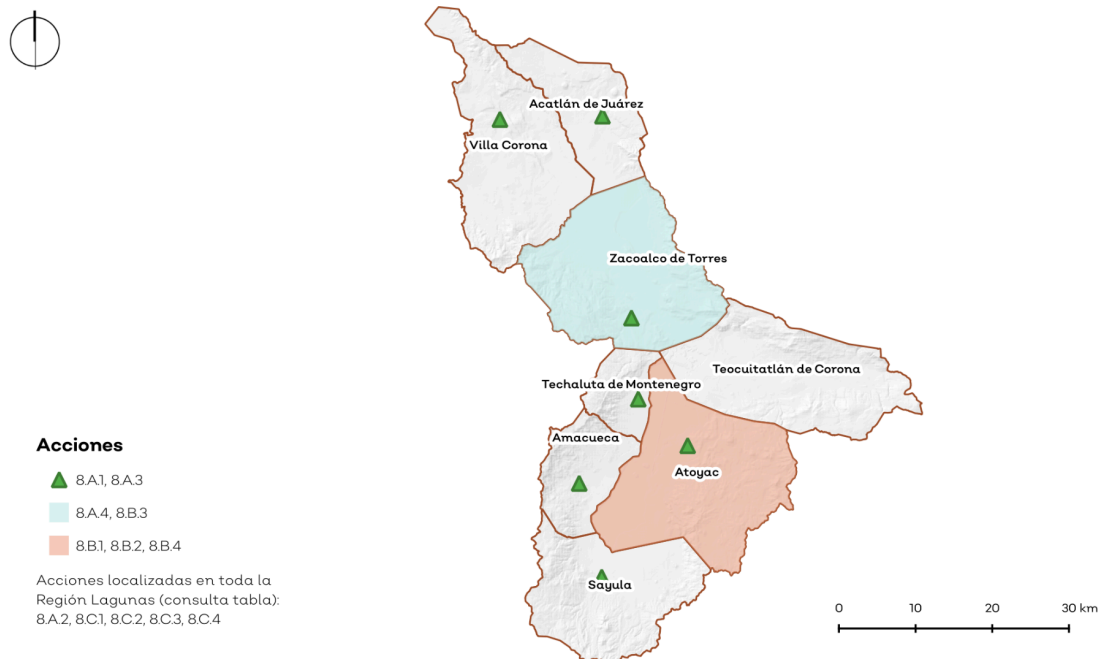 Acatlán de Juárez
Villa Corona
Zacoalco de Torres
Teocuitatlán de Corona
Techaluta de Montenegro
Amacueca
Atoyac
Sayula
Acciones
8.A.1, 8.A.3
8.A.4, 8.B.3
8.B.1, 8.B.2, 8.B.4
Acciones localizadas en toda la
Región Lagunas (consulta tabla):
8.A.2, 8.C.1, 8.C.2, 8.C.3, 8.C.4
0 10 20 30 km